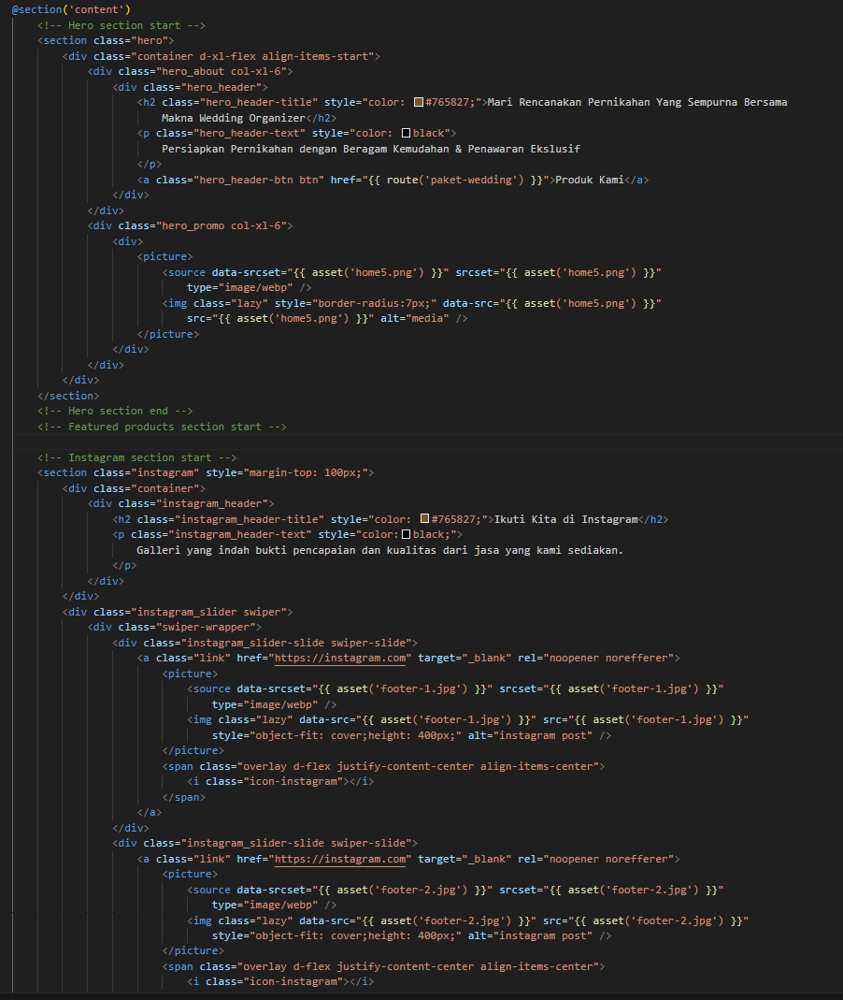 @section('content')
    <!-- Hero section start -->
    <section class="hero">
        <div class="container d-xl-flex align-items-start">
            <div class="hero_about col-xl-6">
                <div class="hero_header">
                    <h2 class="hero_header-title" style="color: #765827;">Mari Rencanakan Pernikahan Yang Sempurna Bersama
                        Makna Wedding Organizer</h2>
                    <p class="hero_header-text" style="color: black">
                        Persiapkan Pernikahan dengan Beragam Kemudahan & Penawaran Ekslusif
                    </p>
                    <a class="hero_header-btn btn" href="{{ route('paket-wedding') }}">Produk Kami</a>
                </div>
            </div>
            <div class="hero_promo col-xl-6">
                <div>
                    <picture>
                        <source data-srcset="{{ asset('home5.png') }}" srcset="{{ asset('home5.png') }}"
                            type="image/webp" />
                        <img class="lazy" style="border-radius:7px;" data-src="{{ asset('home5.png') }}"
                            src="{{ asset('home5.png') }}" alt="media" />
                    </picture>
                </div>
            </div>
        </div>
    </section>
    <!-- Hero section end -->
    <!-- Featured products section start -->
    <!-- Instagram section start -->
    <section class="instagram" style="margin-top: 100px;">
        <div class="container">
            <div class="instagram_header">
                <h2 class="instagram_header-title" style="color: #765827;">Ikuti Kita di Instagram</h2>
                <p class="instagram_header-text" style="color:black;">
                    Galleri yang indah bukti pencapaian dan kualitas dari jasa yang kami sediakan.
                </p>
            </div>
        </div>
        <div class="instagram_slider swiper">
            <div class="swiper-wrapper">
                <div class="instagram_slider-slide swiper-slide">
                    <a class="link" href="https://instagram.com" target="_blank" rel="noopener norefferer">
                        <picture>
                            <source data-srcset="{{ asset('footer-1.jpg') }}" srcset="{{ asset('footer-1.jpg') }}"
                                type="image/webp" />
                            <img class="lazy" data-src="{{ asset('footer-1.jpg') }}" src="{{ asset('footer-1.jpg') }}"
                                style="object-fit: cover;height: 400px;" alt="instagram post" />
                        </picture>
                        <span class="overlay d-flex justify-content-center align-items-center">
                            <i class="icon-instagram"></i>
                        </span>
                    </a>
                </div>
                <div class="instagram_slider-slide swiper-slide">
                    <a class="link" href="https://instagram.com" target="_blank" rel="noopener norefferer">
                        <picture>
                            <source data-srcset="{{ asset('footer-2.jpg') }}" srcset="{{ asset('footer-2.jpg') }}"
                                type="image/webp" />
                            <img class="lazy" data-src="{{ asset('footer-2.jpg') }}" src="{{ asset('footer-2.jpg') }}"
                                style="object-fit: cover;height: 400px;" alt="instagram post" />
                        </picture>
                        <span class="overlay d-flex justify-content-center align-items-center">
                            <i class="icon-instagram"></i>